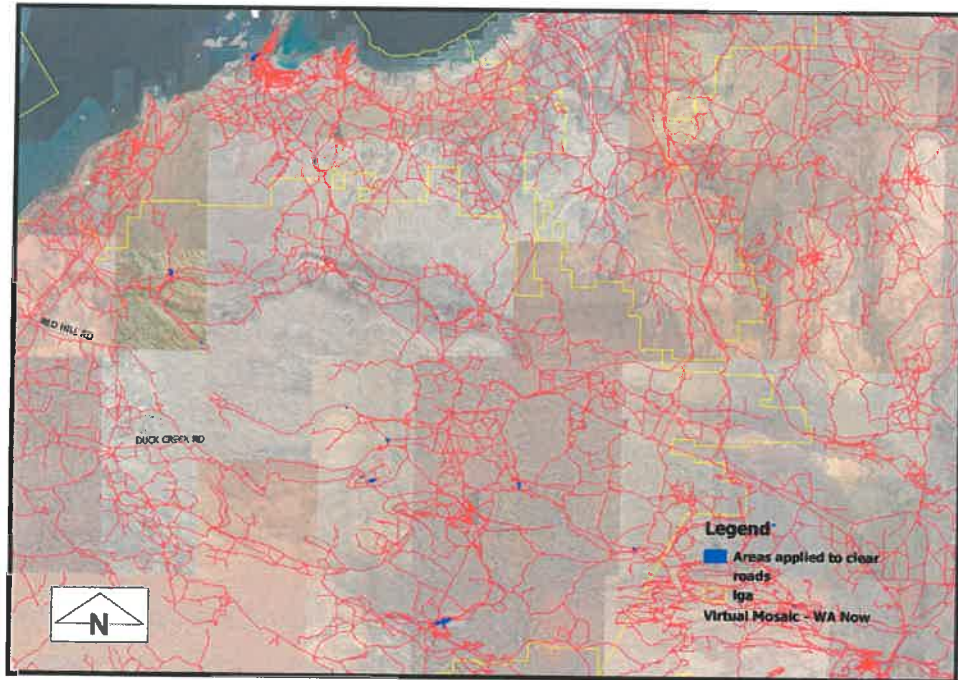 RED HILL RD
DUCK CREEK RD
Legend
Areas applied to clear
roads
lga
Virtual Mosaic - WA Now
N